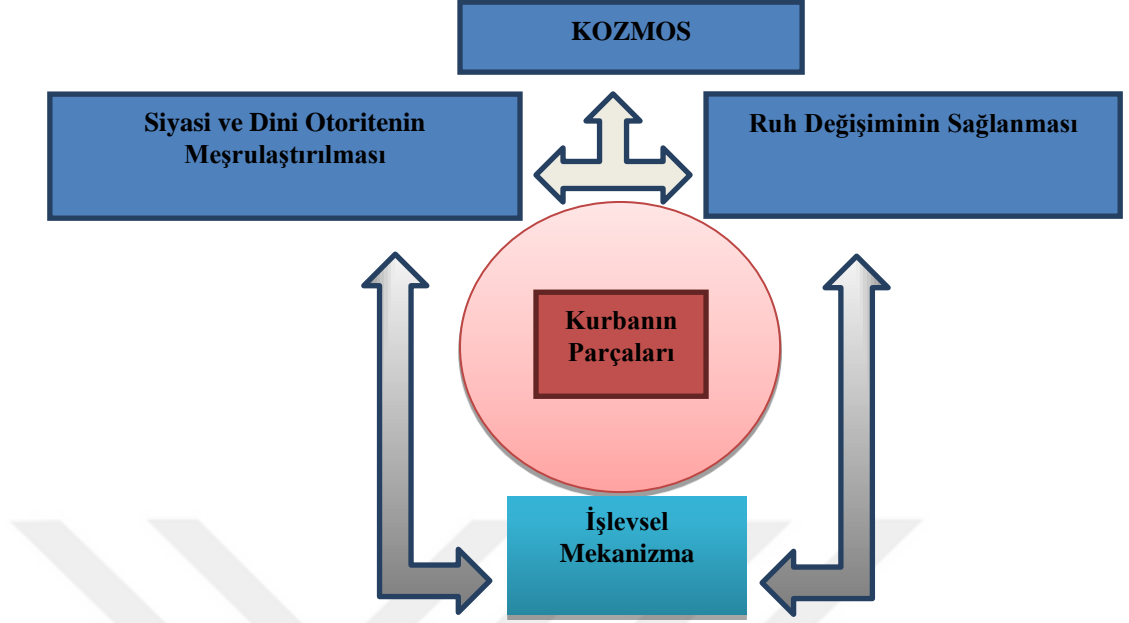 KOZMOS
Siyasi ve Dini Otoritenin
Meşrulaştırılması
Ruh Değişiminin Sağlanması
Kurbanın
Parçaları
İşlevsel
Mekanizma